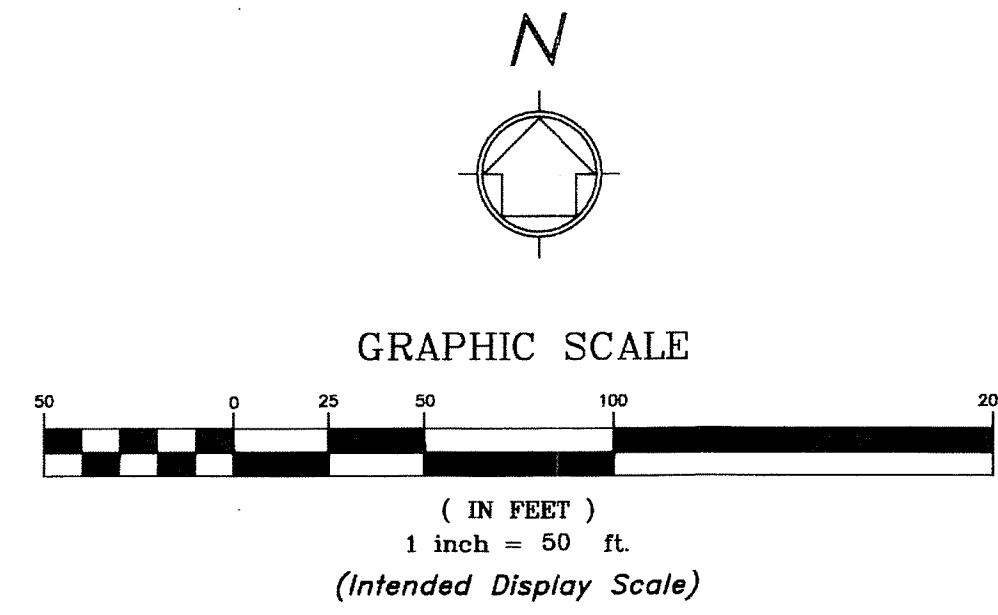 N
GRAPHIC SCALE
50 0 25 50 100 20
( IN FEET )
1 inch = 50 ft.
(Intended Display Scale)